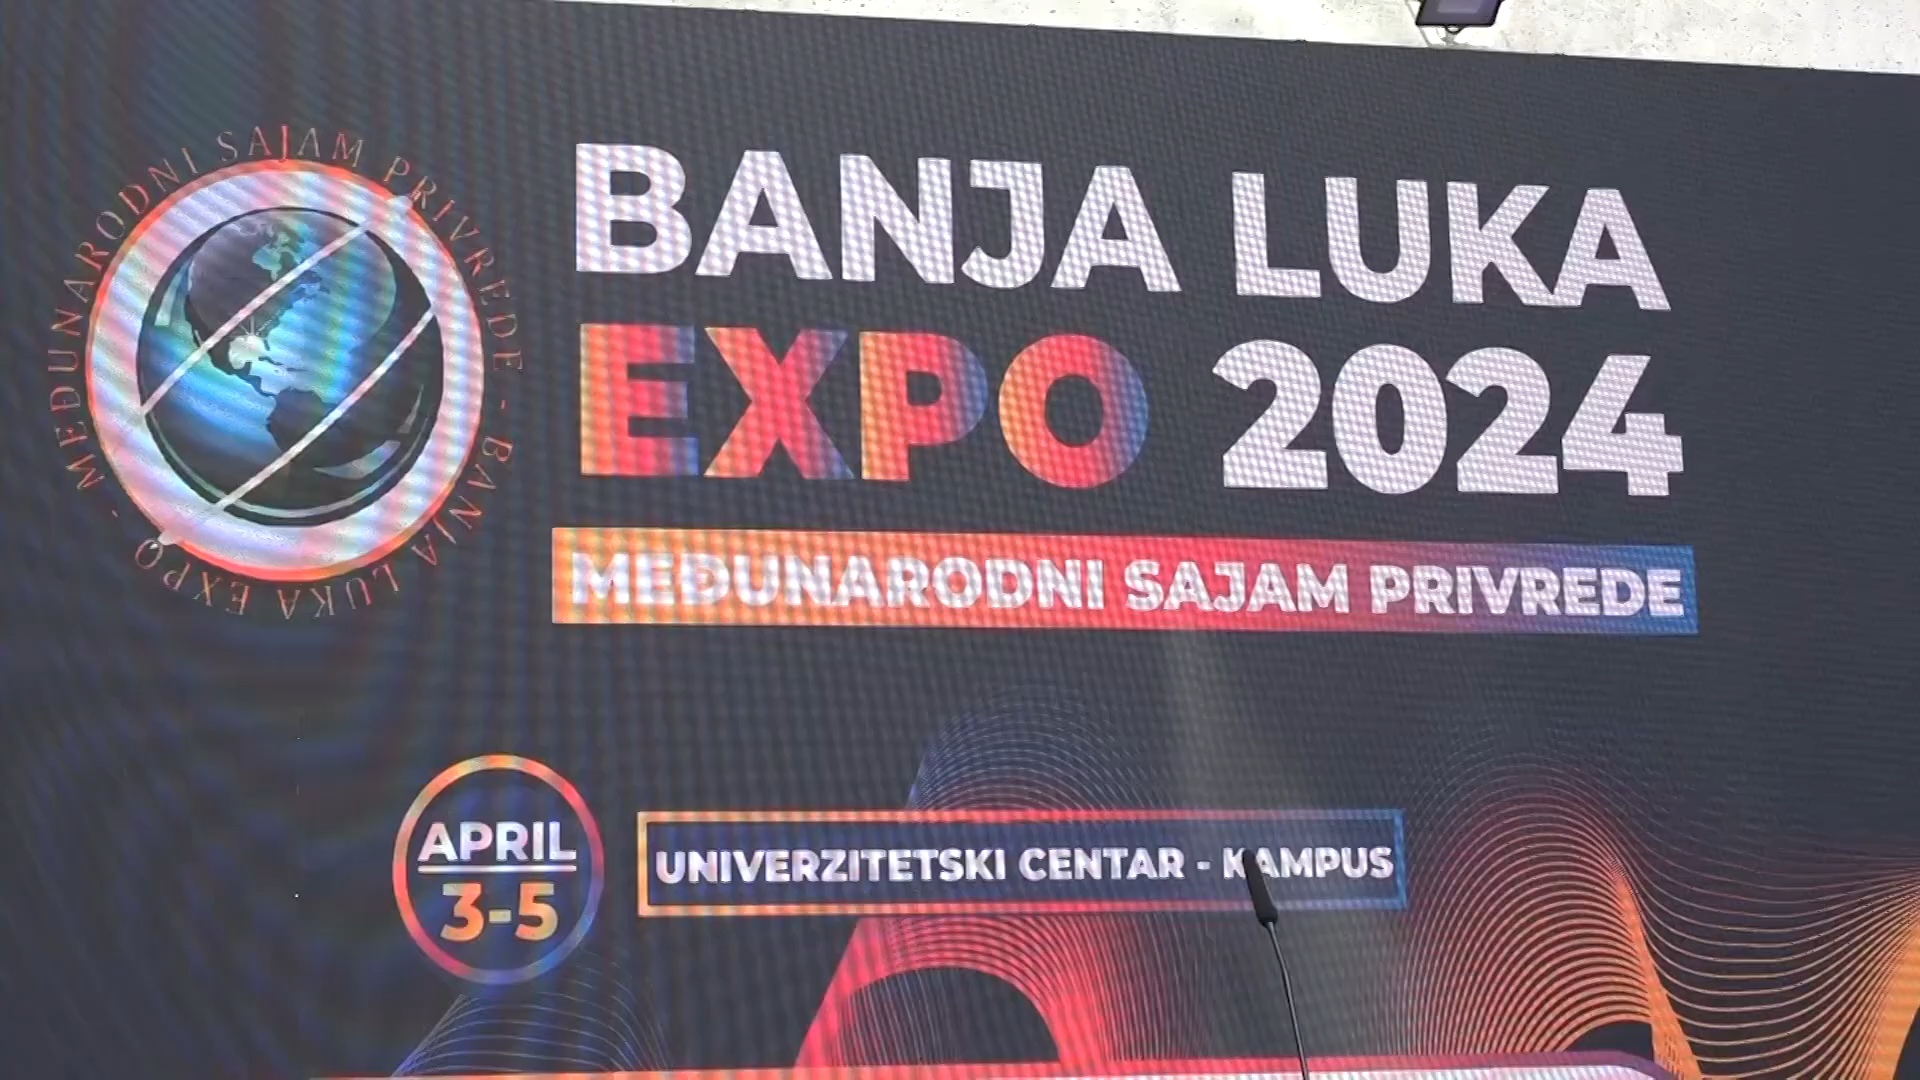 MEĐUNARODNI SAJAM PRIVREDE - BANJA LUKA EXPO -
BANJA LUKA
EXPO 2024
MEĐUNARODNI SAJAM PRIVREDE
APRIL
3-5
UNIVERZITETSKI CENTAR - KAMPUS